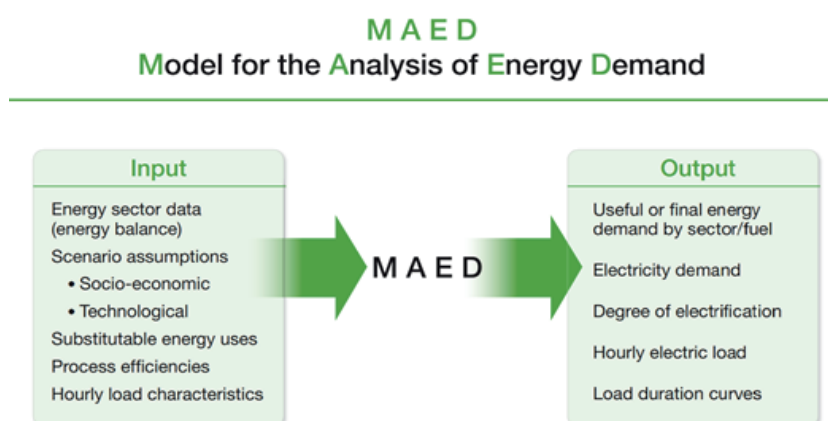 M A E D
Model for the Analysis of Energy Demand
Input
Energy sector data
(energy balance)
Scenario assumptions
• Socio-economic
• Technological
Substitutable energy uses
Process efficiencies
Hourly load characteristics
M A E D
Output
Useful or final energy
demand by sector/fuel
Electricity demand
Degree of electrification
Hourly electric load
Load duration curves